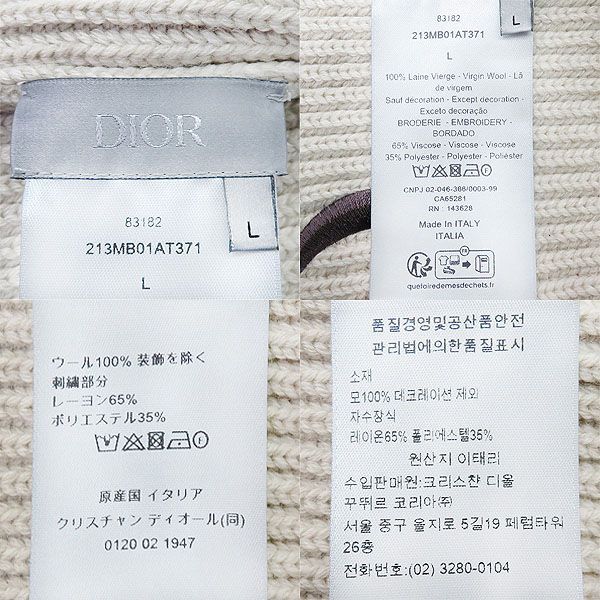 DIOR
83182
213MB01AT371
L
L
83182
213MB01AT371
L
L
100% Laine Vierge - Virgin Wool - Lã
de virgem
Sauf décoration - Except decoration -
Exceto decoração
BRODERIE - EMBROIDERY -
BORDADO
65% Viscose - Viscose - Viscose
35% Polyester - Polyester - Poliéster
CNPJ 02-046-386/0003-99
CA65281
RN : 143628
Made In ITALY
ITALIA
FR
quefairedemesdechets.fr
ウール100% 装飾を除く
刺繍部分
レーヨン65%
ポリエステル35%
原産国 イタリア
クリスチャン ディオール(同)
0120 02 1947
품질경영및공산품안전
관리법에의한품질표시
소재
모100% 데코레이션 제외
자수장식
레이온65% 폴리에스텔35%
원산지 이태리
수입판매원:크리스챤 디올
꾸뛰르 코리아㈜
서울 중구 을지로 5길19 페럼타워
26층
전화번호:(02) 3280-0104